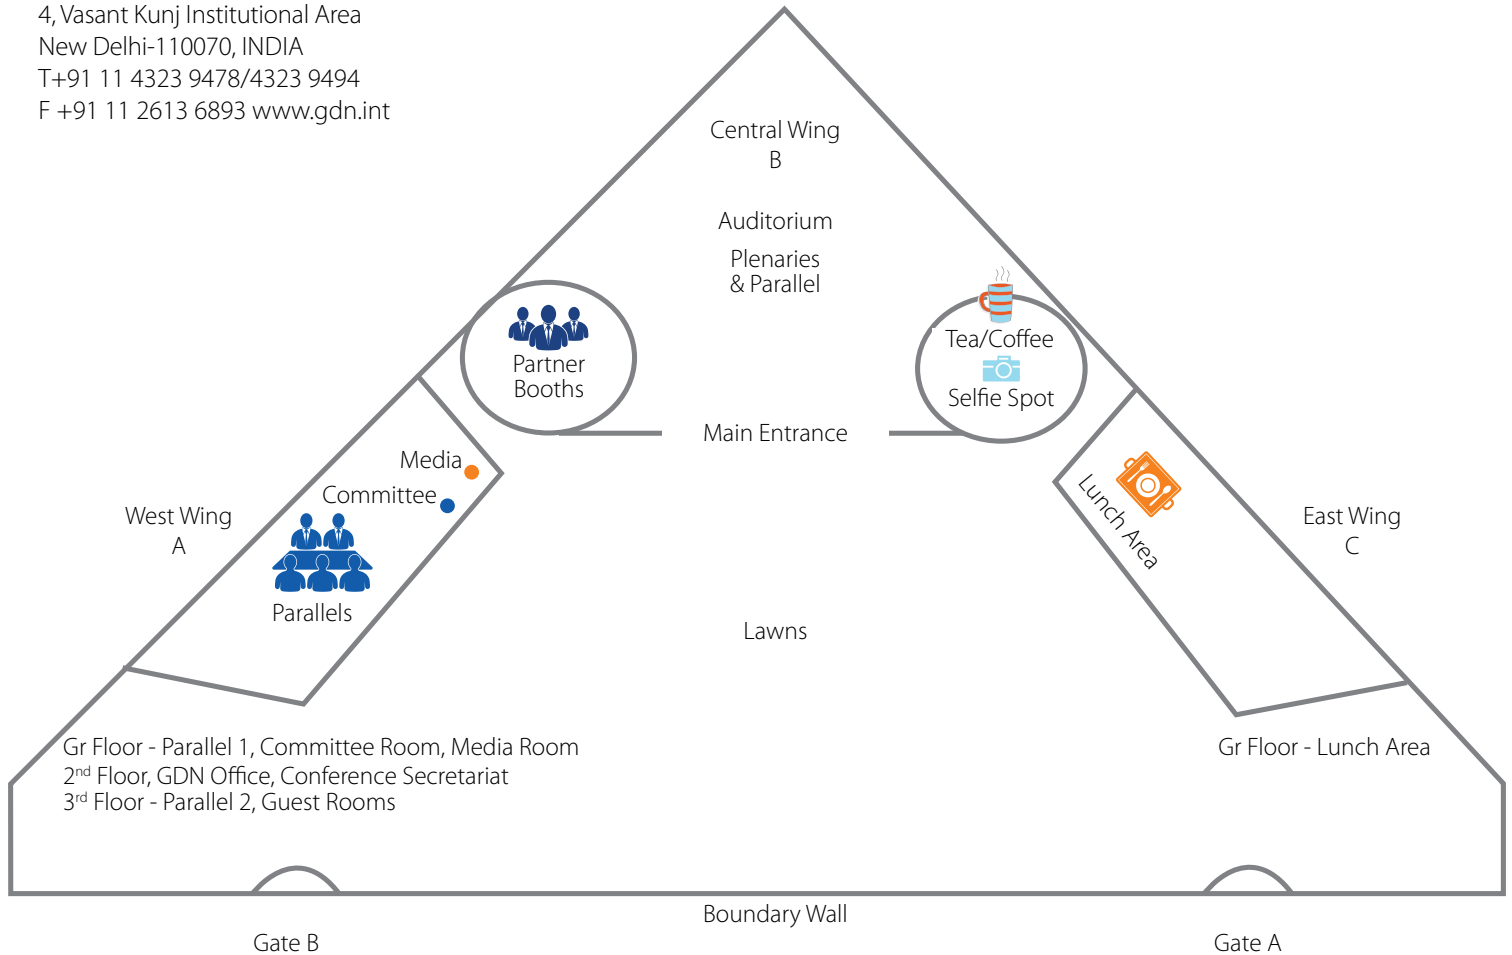 4, Vasant Kunj Institutional Area
New Delhi-110070, INDIA
T+91 11 4323 9478/4323 9494
F +91 11 2613 6893 www.gdn.int
Central Wing
B
Auditorium
Plenaries
& Parallel
Partner
Booths
Tea/Coffee
Selfie Spot
Main Entrance
Media
Committee
Parallels
West Wing
A
Lunch Area
East Wing
C
Lawns
Gr Floor - Parallel 1, Committee Room, Media Room
2nd Floor, GDN Office, Conference Secretariat
3rd Floor - Parallel 2, Guest Rooms
Gr Floor - Lunch Area
Boundary Wall
Gate B
Gate A